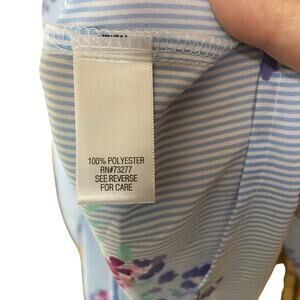 100% POLYESTER
RN#73277
SEE REVERSE
FOR CARE